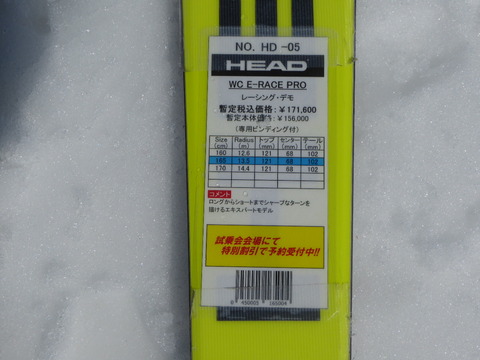 NO. HD -05
HEAD
WC E-RACE PRO
レーシング・デモ
暫定税込価格：￥171,600
暫定本体価格：￥156,000
（専用ビンディング付）
Size (cm) Radius (m) トップ (mm) センター (mm) テール (mm)
160 12.6 121 68 102
165 13.5 121 68 102
170 14.4 121 68 102
コメント
ロングからショートまでシャープなターンを
描けるエキスパートモデル
試乗会会場にて
特別割引で予約受付中!!